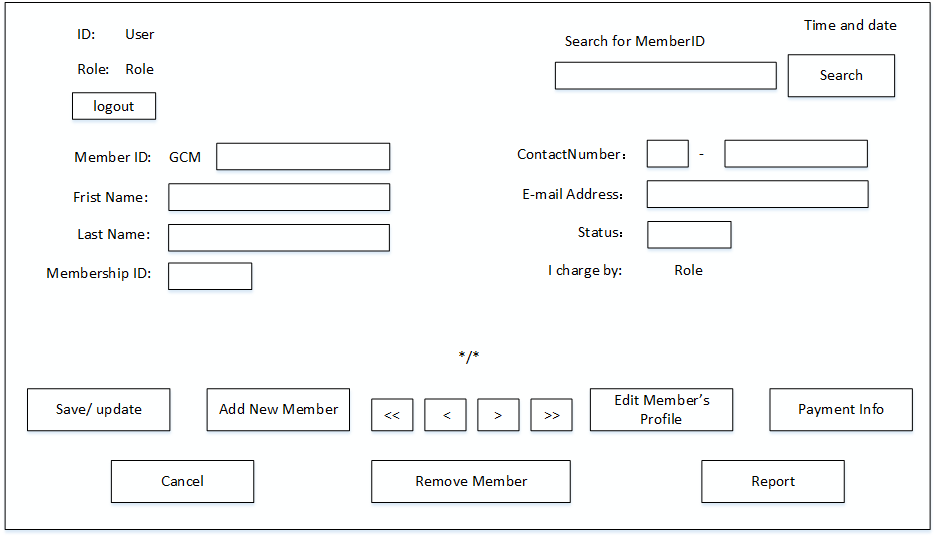 ID: User
Time and date
Search for MemberID
Role: Role
Search
logout
Member ID: GCM
ContactNumber： -
Frist Name:
E-mail Address：
Last Name:
Status：
Membership ID:
I charge by: Role
*/*
Save/ update
Add New Member
<<
<
>
>>
Edit Member’s
Profile
Payment Info
Cancel
Remove Member
Report